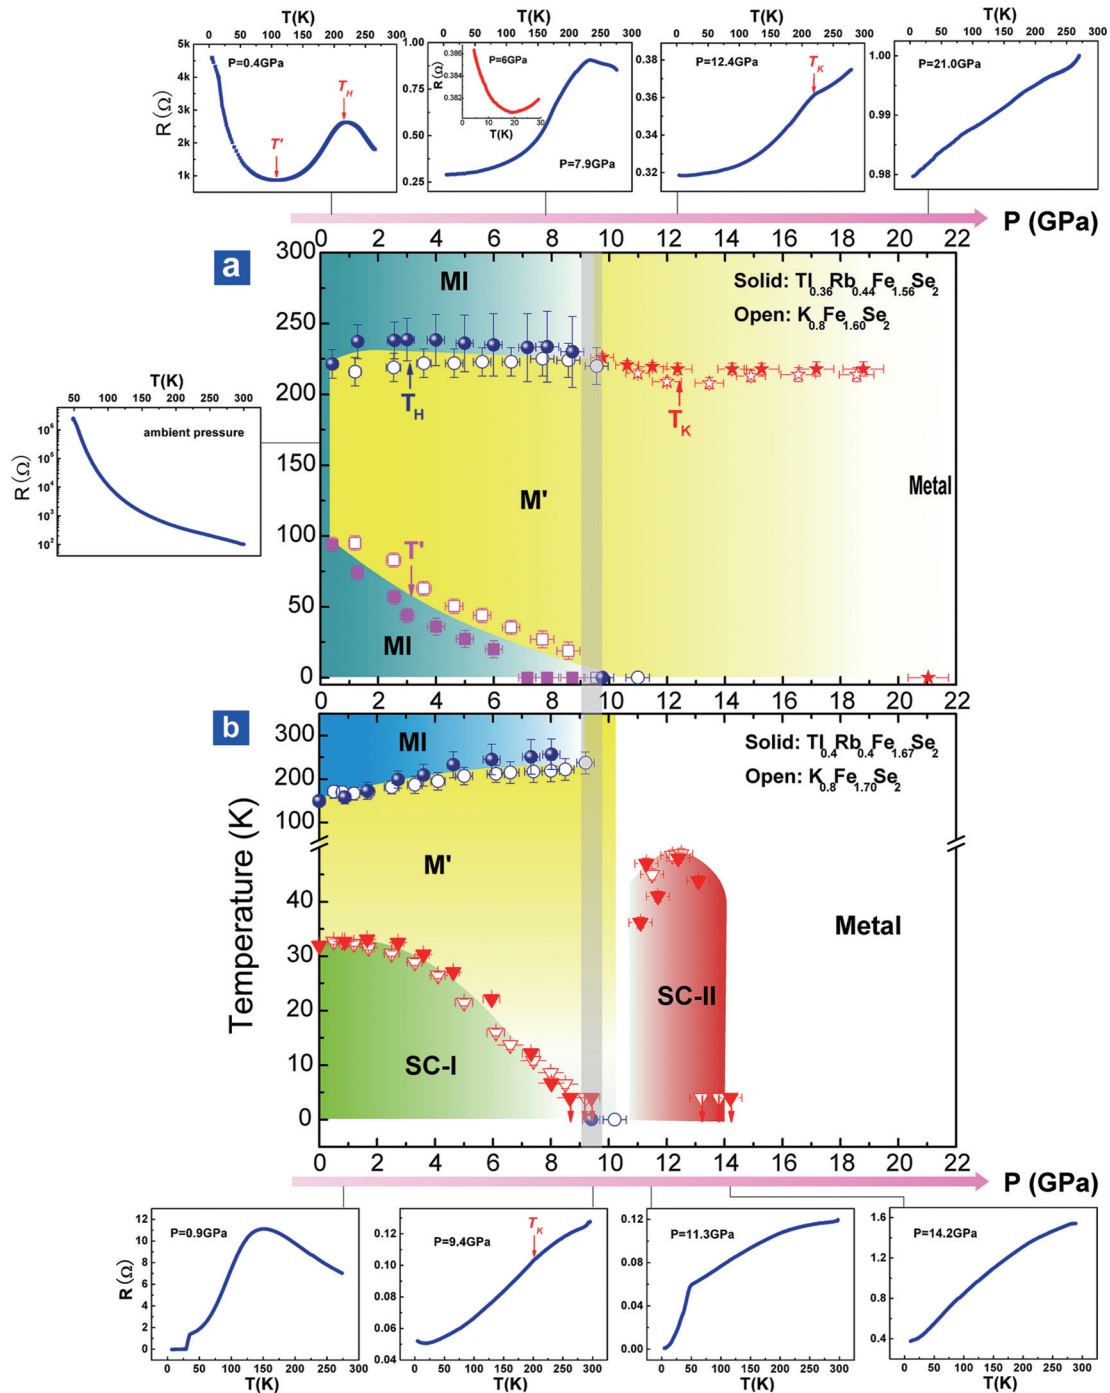 T(K)
T(K)
T(K)
T(K)
0 50 100 150 200 250 300
0 50 100 150 200 250 300
0 50 100 150 200 250 300
0 50 100 150 200 250 300
R(Ω)
5k
4k
3k
2k
1k
P=0.4GPa
T_H
T'
1.00
0.75
0.50
0.25
R(Ω)
0.386
0.384
0.382
P=6GPa
0 10 20 30 40
T(K)
P=7.9GPa
0.40
0.36
0.32
P=12.4GPa
T_K
1.00
0.99
0.98
P=21.0GPa
P (GPa)
0 2 4 6 8 10 12 14 16 18 20 22
a
300
250
200
150
100
50
0
MI
Solid: Tl0.36Rb0.44Fe1.56Se2
Open: K0.8Fe1.60Se2
T_H
T_K
M'
Metal
T'
MI
0 2 4 6 8 10 12 14 16 18 20 22
T(K)
50 100 150 200 250 300
R(Ω)
10^6
10^5
10^4
10^3
10^2
ambient pressure
b
Temperature (K)
300
200
100
40
30
20
10
0
MI
Solid: Tl0.4Rb0.4Fe1.67Se2
Open: K0.8Fe1.70Se2
M'
Metal
SC-I
SC-II
0 2 4 6 8 10 12 14 16 18 20 22
P (GPa)
R(Ω)
12
10
8
6
4
2
0
P=0.9GPa
0 50 100 150 200 250 300
T(K)
0.12
0.10
0.08
0.06
0.04
P=9.4GPa
T_K
0 50 100 150 200 250 300
T(K)
0.12
0.08
0.04
0.00
P=11.3GPa
0 50 100 150 200 250 300
T(K)
1.6
1.2
0.8
0.4
P=14.2GPa
0 50 100 150 200 250 300
T(K)